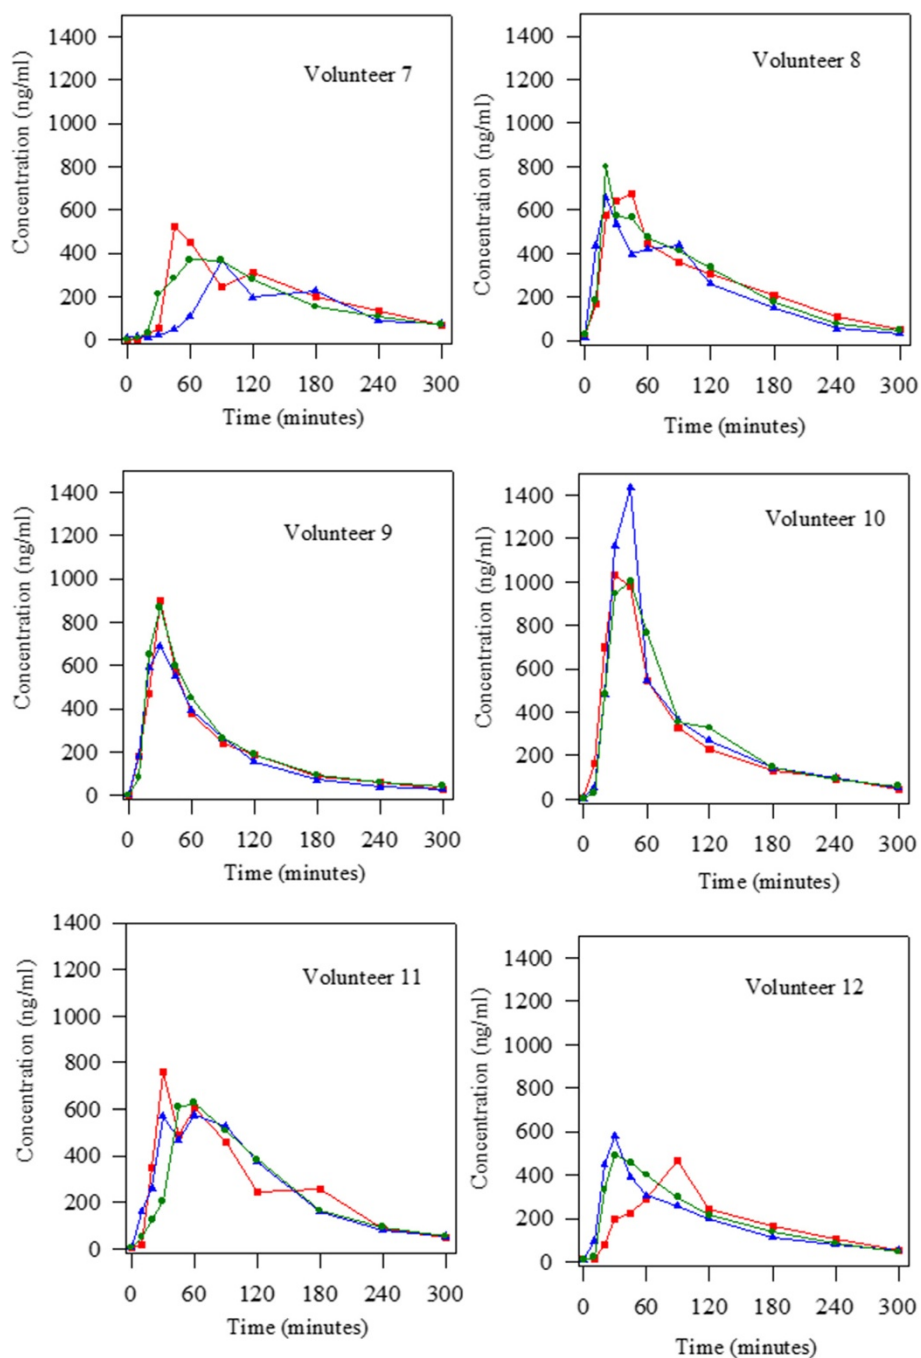 Volunteer 7
Concentration (ng/ml)
1400
1200
1000
800
600
400
200
0
0 60 120 180 240 300
Time (minutes)
Volunteer 8
Concentration (ng/ml)
1400
1200
1000
800
600
400
200
0
0 60 120 180 240 300
Time (minutes)
Volunteer 9
Concentration (ng/ml)
1400
1200
1000
800
600
400
200
0
0 60 120 180 240 300
Time (minutes)
Volunteer 10
Concentration (ng/ml)
1400
1200
1000
800
600
400
200
0
0 60 120 180 240 300
Time (minutes)
Volunteer 11
Concentration (ng/ml)
1400
1200
1000
800
600
400
200
0
0 60 120 180 240 300
Time (minutes)
Volunteer 12
Concentration (ng/ml)
1400
1200
1000
800
600
400
200
0
0 60 120 180 240 300
Time (minutes)